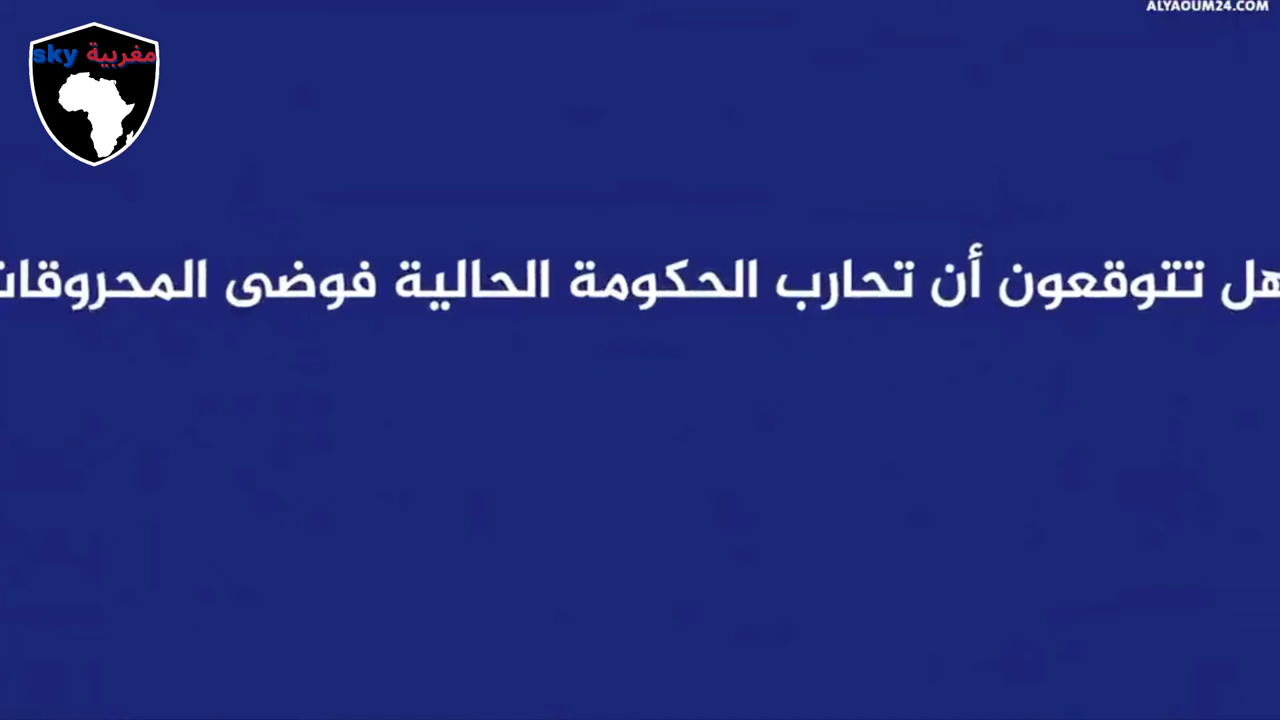 ALYAOUM24.COM
sky مغربية
هل تتوقعون أن تحارب الحكومة الحالية فوضى المحروقات